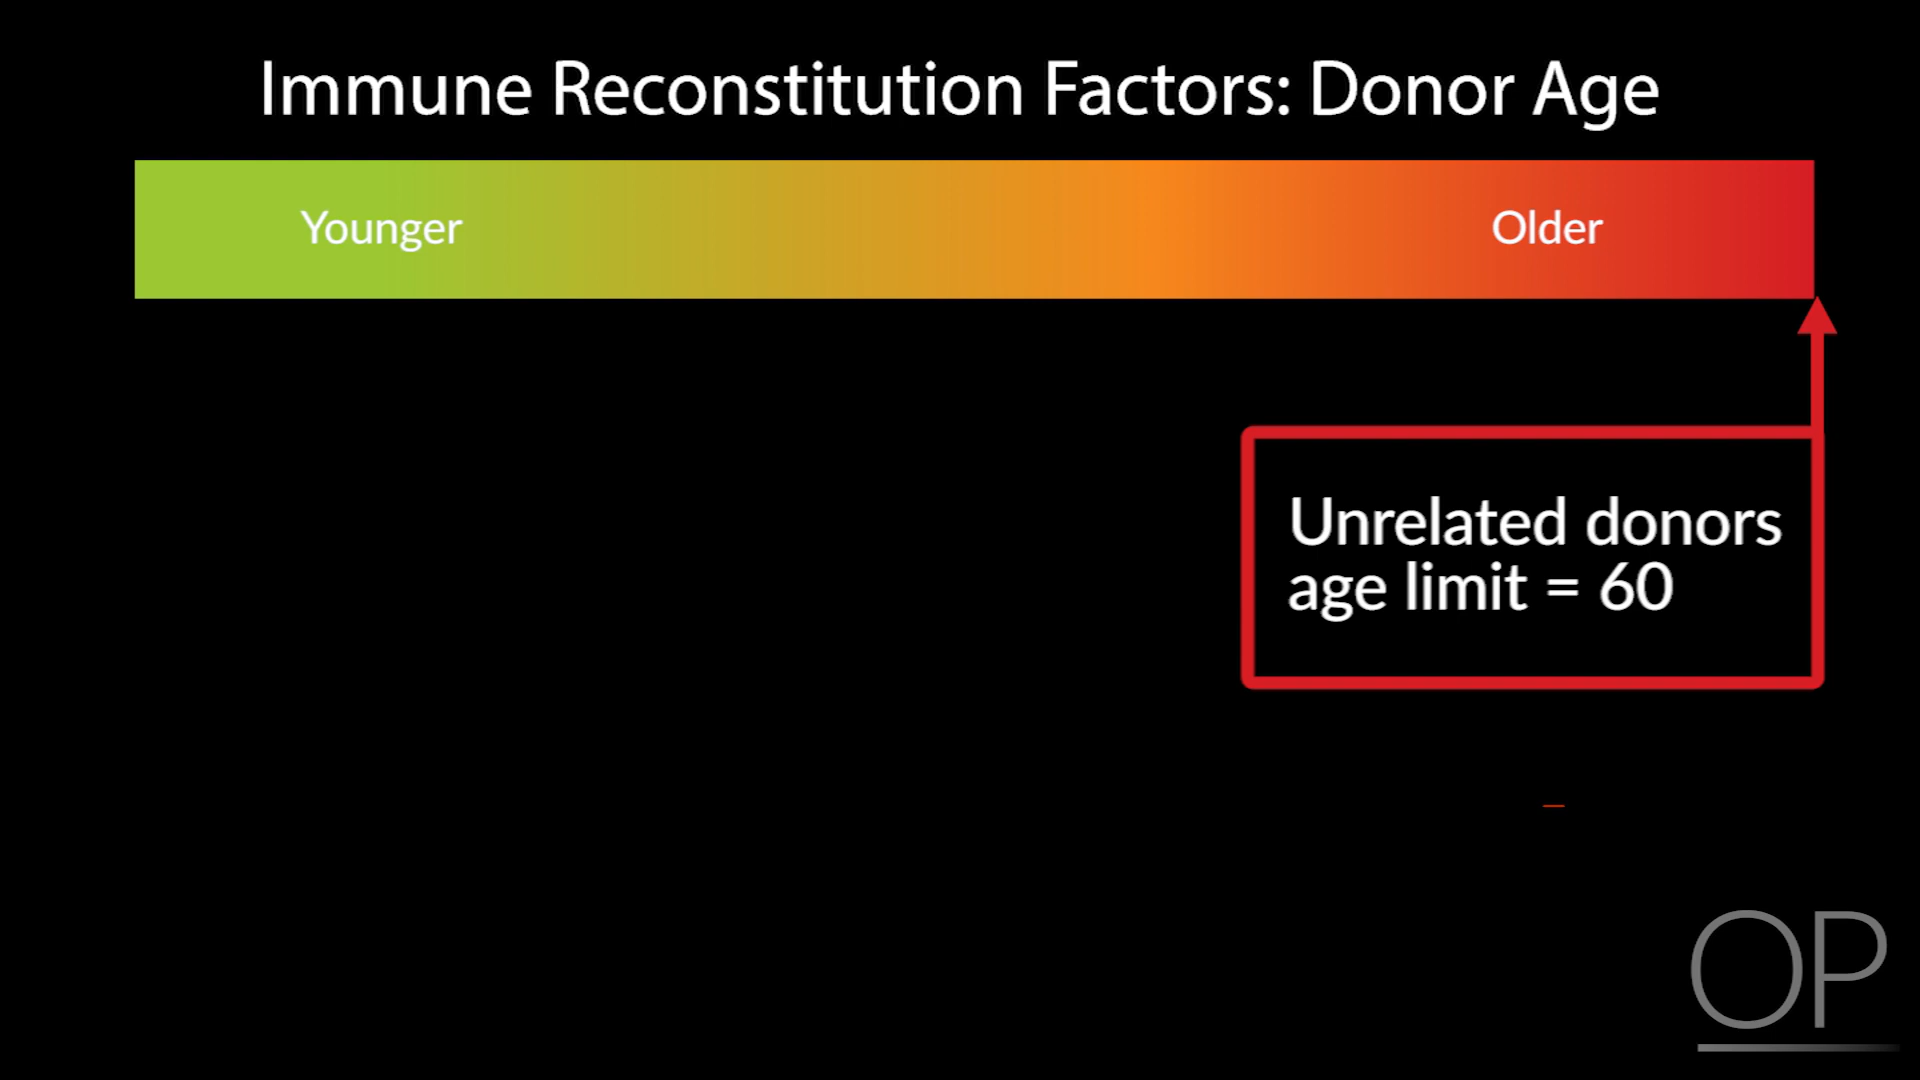 Immune Reconstitution Factors: Donor Age
Younger
Older
Unrelated donors
age limit = 60
OP